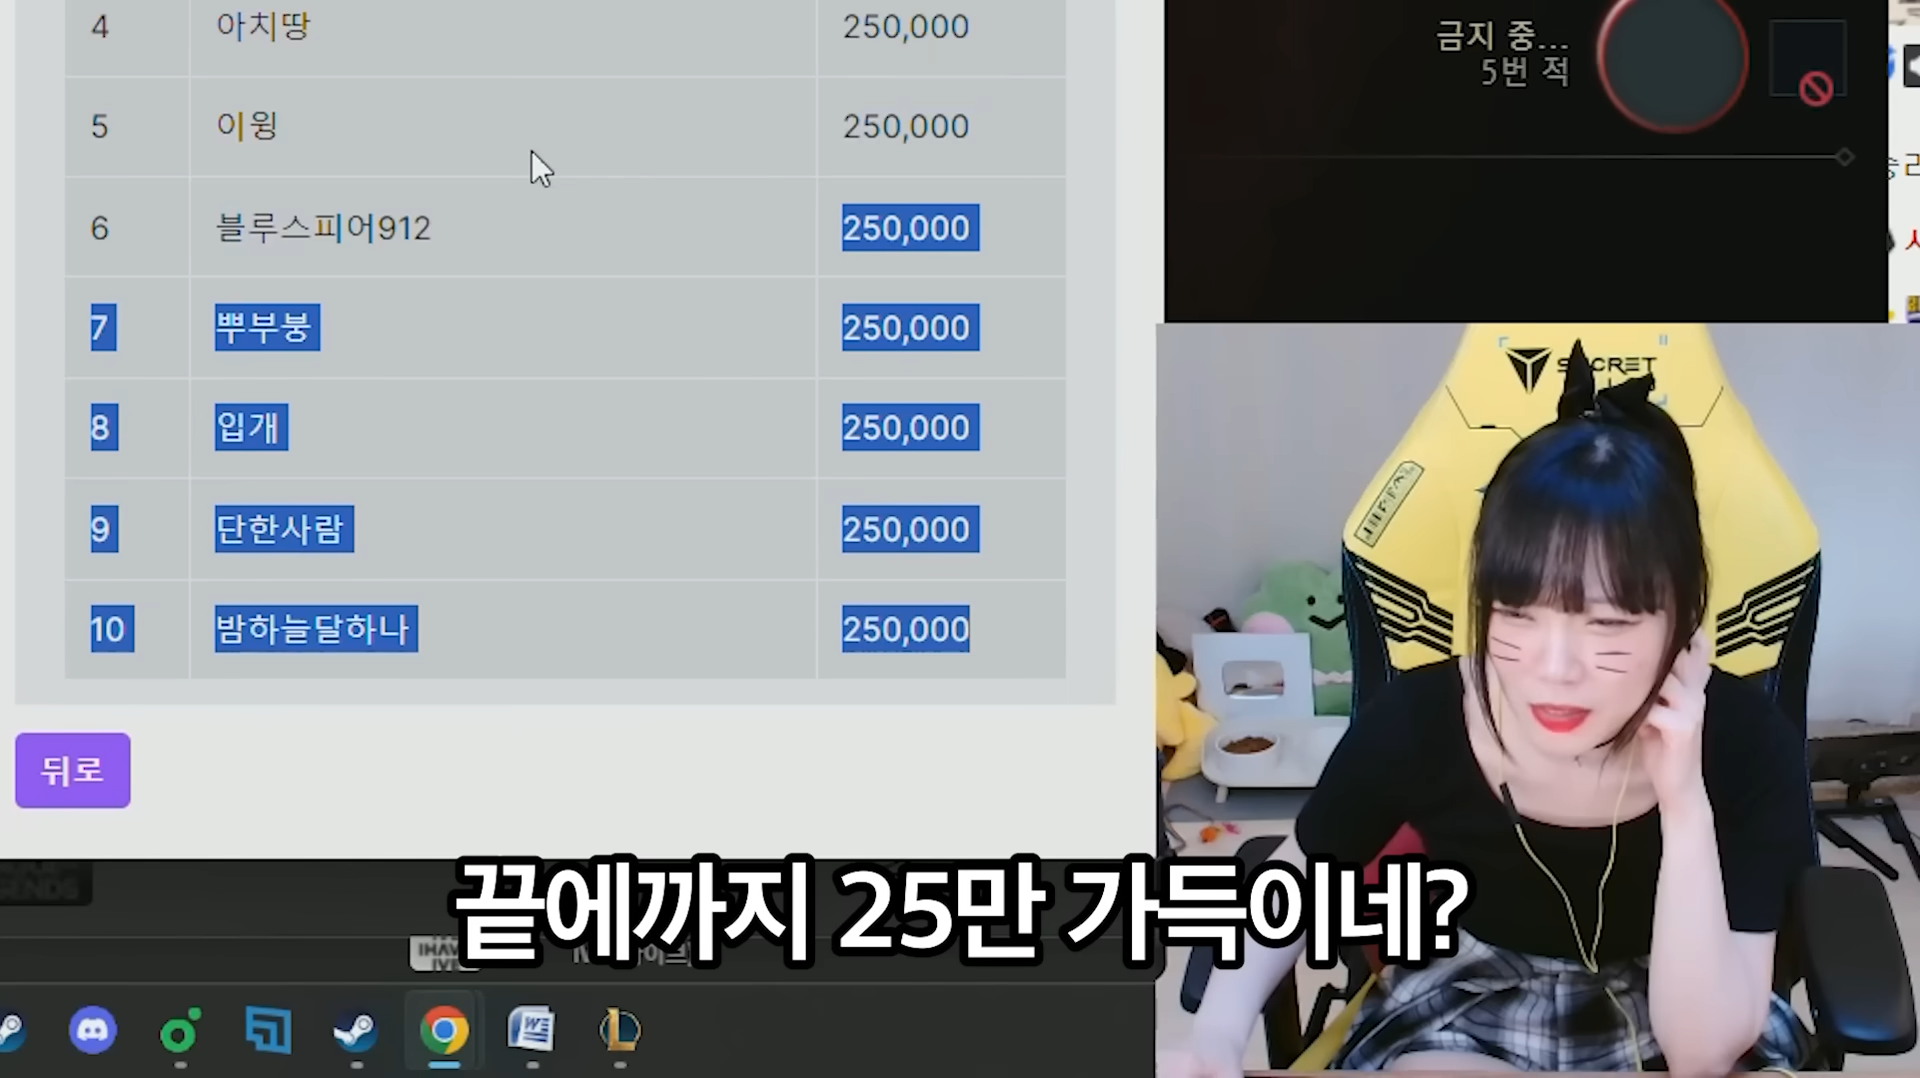 4 아치땅 250,000
금지 중...
5번 적
5 이윙 250,000
6 블루스피어912 250,000
7 뿌부붕 250,000
8 입개 250,000
9 단한사람 250,000
10 밤하늘달하나 250,000
뒤로
끝에까지 25만 가득이네?